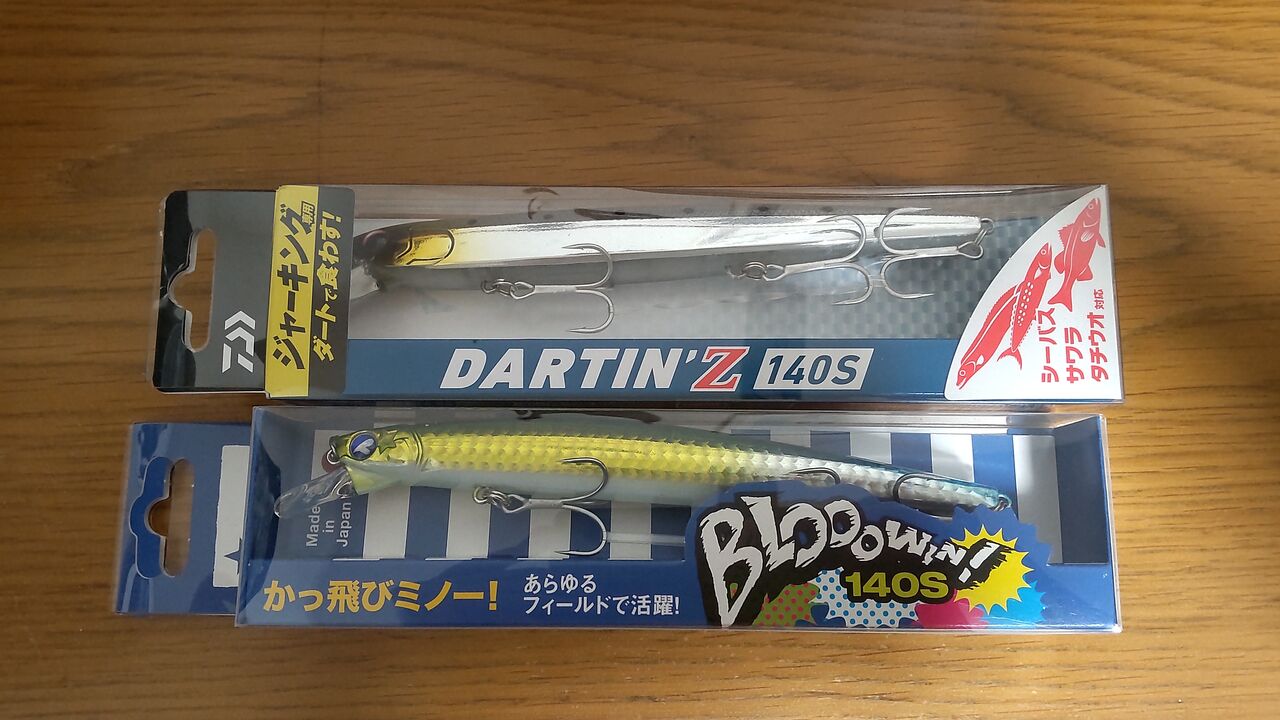 ジャーキング専用
ダートで食わす!
DARTIN'Z 140S
シーバス
サワラ
タチウオ対応
Made
in
Japan
かっ飛びミノー!
あらゆる
フィールドで活躍!
BLOOOWIN!
140S